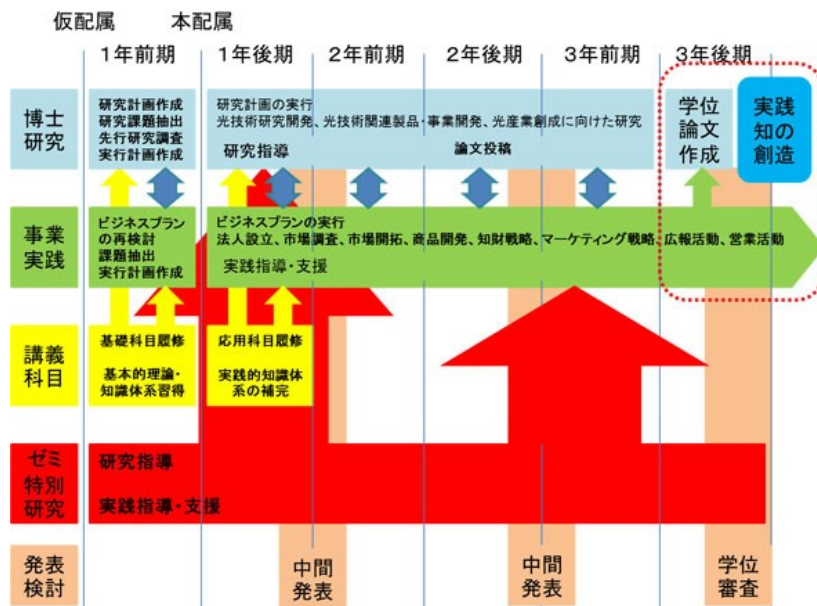 仮配属
本配属
1年前期
1年後期
2年前期
2年後期
3年前期
3年後期
博士
研究
研究計画作成
研究課題抽出
先行研究調査
実行計画作成
研究計画の実行
光技術研究開発、光技術関連製品・事業開発、光産業創成に向けた研究
研究指導
論文投稿
学位
論文
作成
実践
知の
創造
事業
実践
ビジネスプラン
の再検討
課題抽出
実行計画作成
ビジネスプランの実行
法人設立、市場調査、市場開拓、商品開発、知財戦略、マーケティング戦略、広報活動、営業活動
実践指導・支援
講義
科目
基礎科目履修
基本的理論・
知識体系習得
応用科目履修
実践的知識体
系の補完
ゼミ
特別
研究
研究指導
実践指導・支援
発表
検討
中間
発表
中間
発表
学位
審査